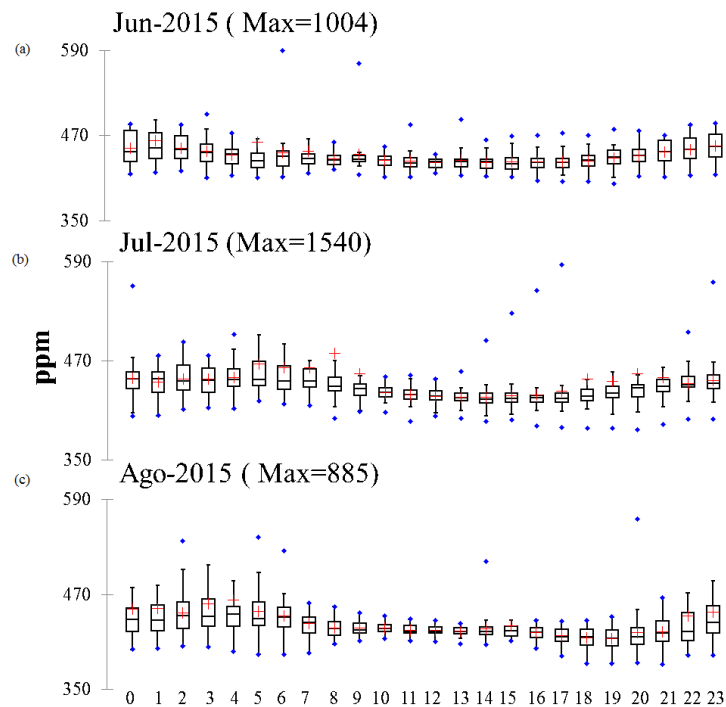 Jun-2015 ( Max=1004)
(a)
590
470
350
Jul-2015 (Max=1540)
(b)
590
470
350
ppm
Ago-2015 ( Max=885)
(c)
590
470
350
0 1 2 3 4 5 6 7 8 9 10 11 12 13 14 15 16 17 18 19 20 21 22 23